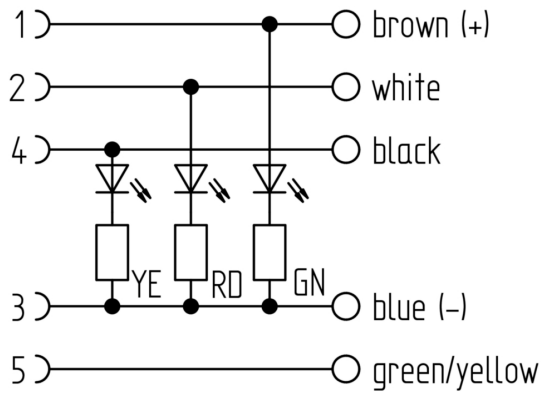 1 brown (+)
2 white
4 black
YE RD GN
3 blue (-)
5 green/yellow